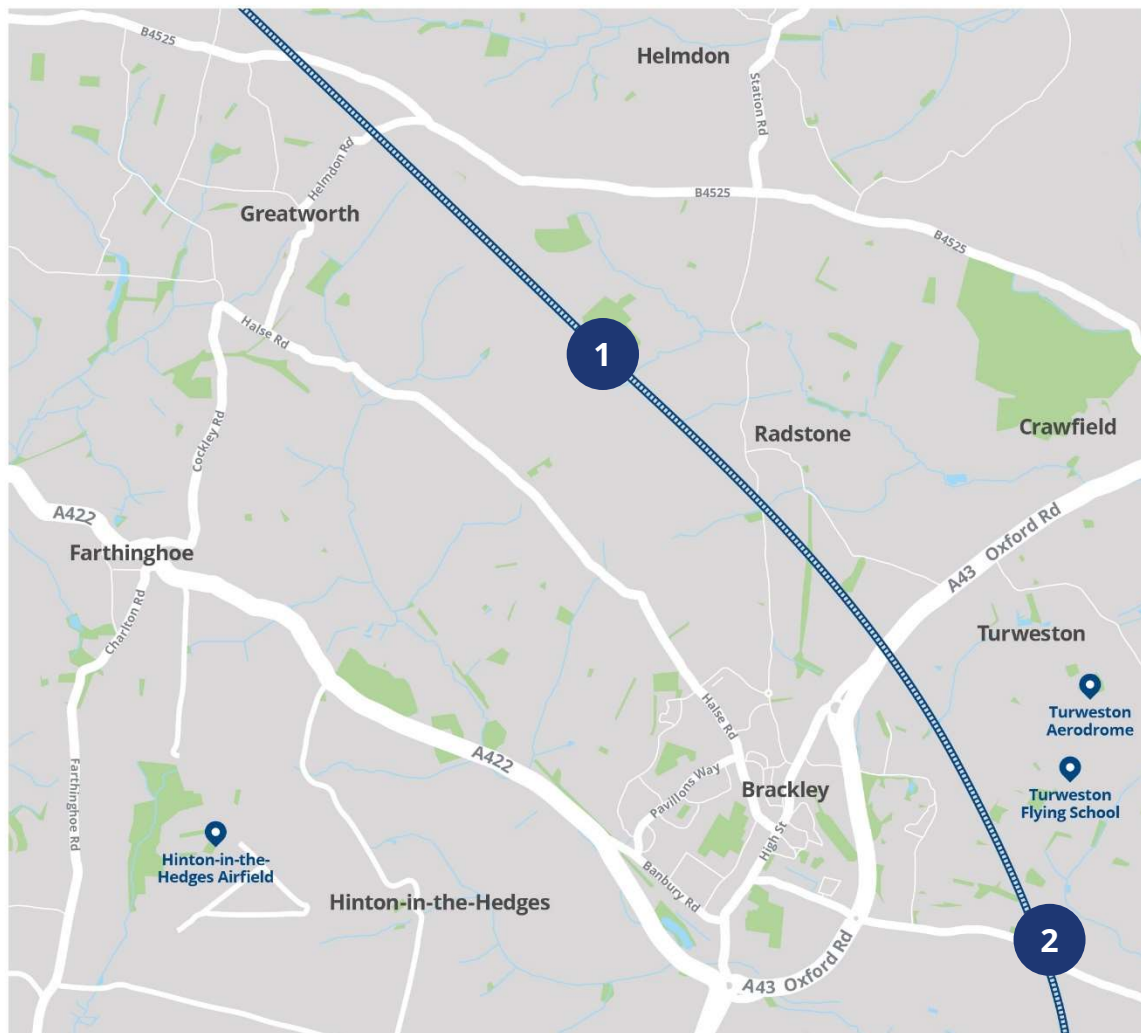 B4525
Helmdon
Station Rd
Helmdon Rd
B4525
Greatworth
B4525
Halse Rd
1
Cockley Rd
Radstone
Crawfield
A422
Farthinghoe
A43 Oxford Rd
Charlton Rd
Turweston
Turweston
Aerodrome
Halse Rd
A422
Farthinghoe Rd
Pavillons Way
Brackley
Turweston
Flying School
High St
Hinton-in-the-
Hedges Airfield
Banbury Rd
Hinton-in-the-Hedges
2
A43 Oxford Rd